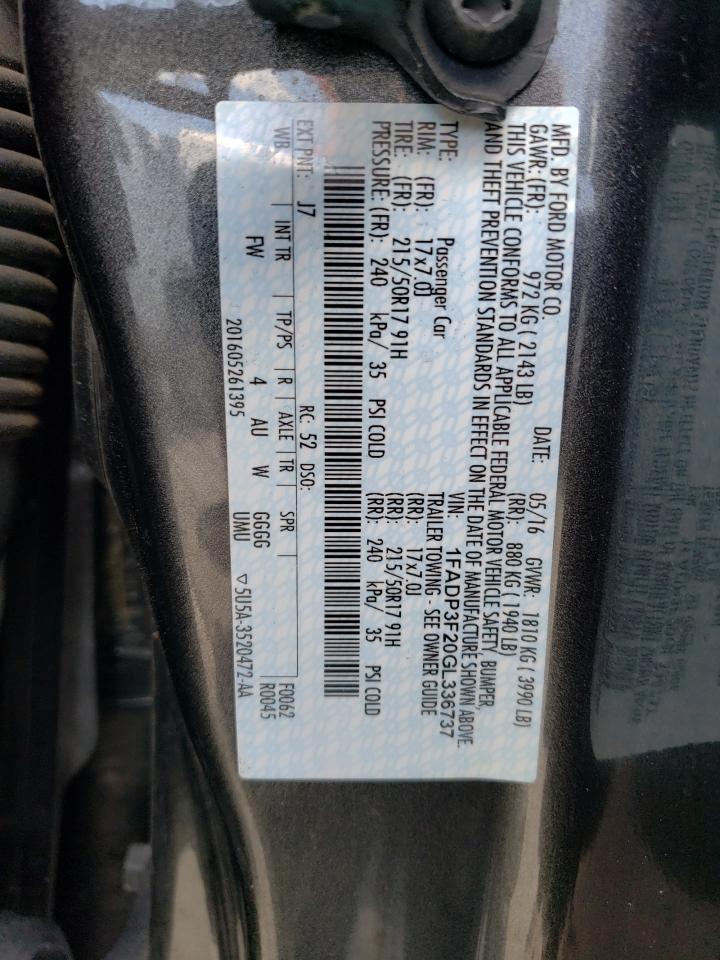 MFD. BY FORD MOTOR CO. DATE: 05/16 GVWR: 1810 KG ( 3990 LB)
GAWR: (FR): 972 KG ( 2143 LB) (RR): 880 KG ( 1940 LB)
THIS VEHICLE CONFORMS TO ALL APPLICABLE FEDERAL MOTOR VEHICLE SAFETY, BUMPER,
AND THEFT PREVENTION STANDARDS IN EFFECT ON THE DATE OF MANUFACTURE SHOWN ABOVE.
VIN: 1FADP3F20GL336737
TYPE: Passenger Car TRAILER TOWING - SEE OWNER GUIDE
RIM: (FR): 17x7.0J (RR): 17x7.0J
TIRE: (FR): 215/50R17 91H (RR): 215/50R17 91H
PRESSURE: (FR): 240 kPa/ 35 PSI COLD (RR): 240 kPa/ 35 PSI COLD
EXT PNT: J7 RC: 52 DSO:
WB INT TR TP/PS R AXLE TR SPR F0062
FW 4 AU W GGGG R0045
201605261395 UMU ▽5U5A-3520472-AA